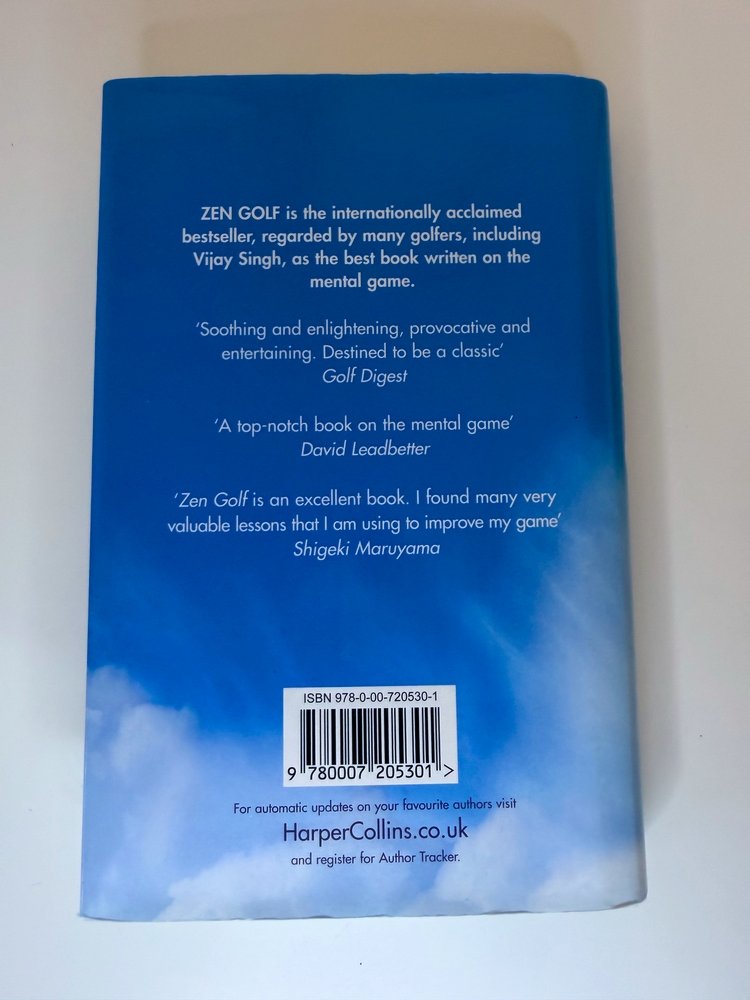 ZEN GOLF is the internationally acclaimed
bestseller, regarded by many golfers, including
Vijay Singh, as the best book written on the
mental game.
‘Soothing and enlightening, provocative and
entertaining. Destined to be a classic’
Golf Digest
‘A top-notch book on the mental game’
David Leadbetter
‘Zen Golf is an excellent book. I found many very
valuable lessons that I am using to improve my game’
Shigeki Maruyama
ISBN 978-0-00-720530-1
9 780007 205301 >
For automatic updates on your favourite authors visit
HarperCollins.co.uk
and register for Author Tracker.